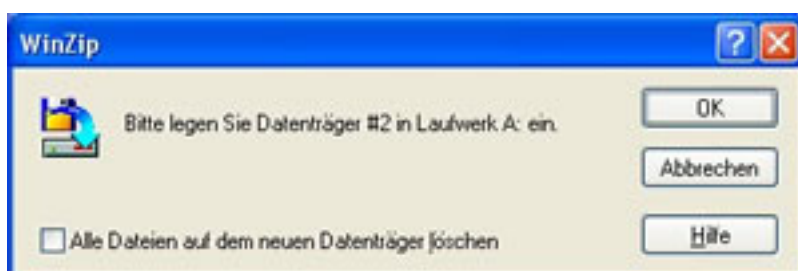 WinZip
Bitte legen Sie Datenträger #2 in Laufwerk A: ein.
OK
Abbrechen
Alle Dateien auf dem neuen Datenträger löschen
Hilfe